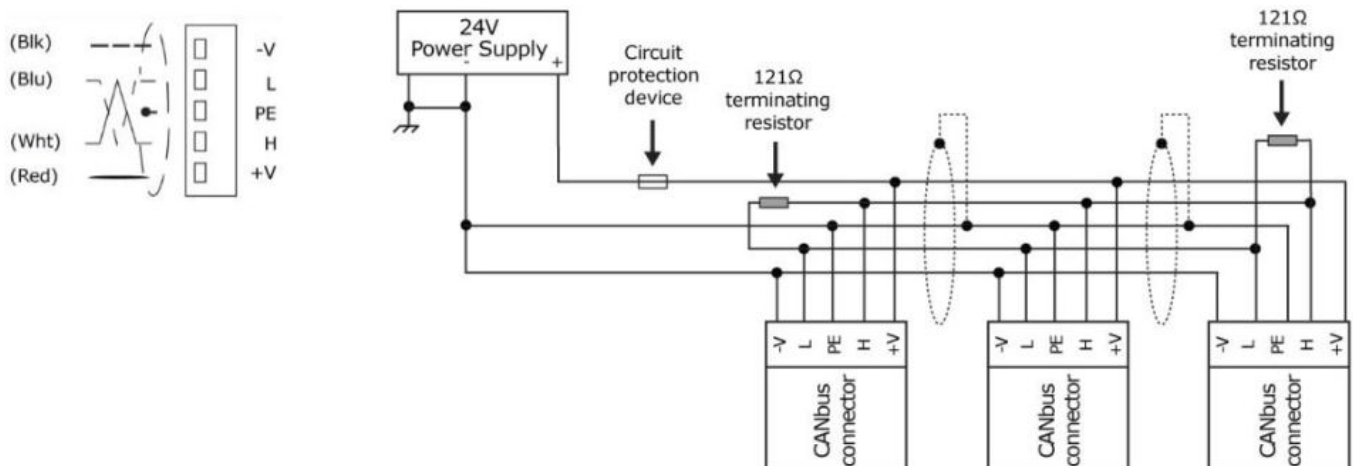 (Blk)
-V
(Blu)
L
PE
(Wht)
H
(Red)
+V
24V
Power Supply
-
+
Circuit
protection
device
121Ω
terminating
resistor
121Ω
terminating
resistor
-V
L
PE
H
+V
CANbus
connector
-V
L
PE
H
+V
CANbus
connector
-V
L
PE
H
+V
CANbus
connector